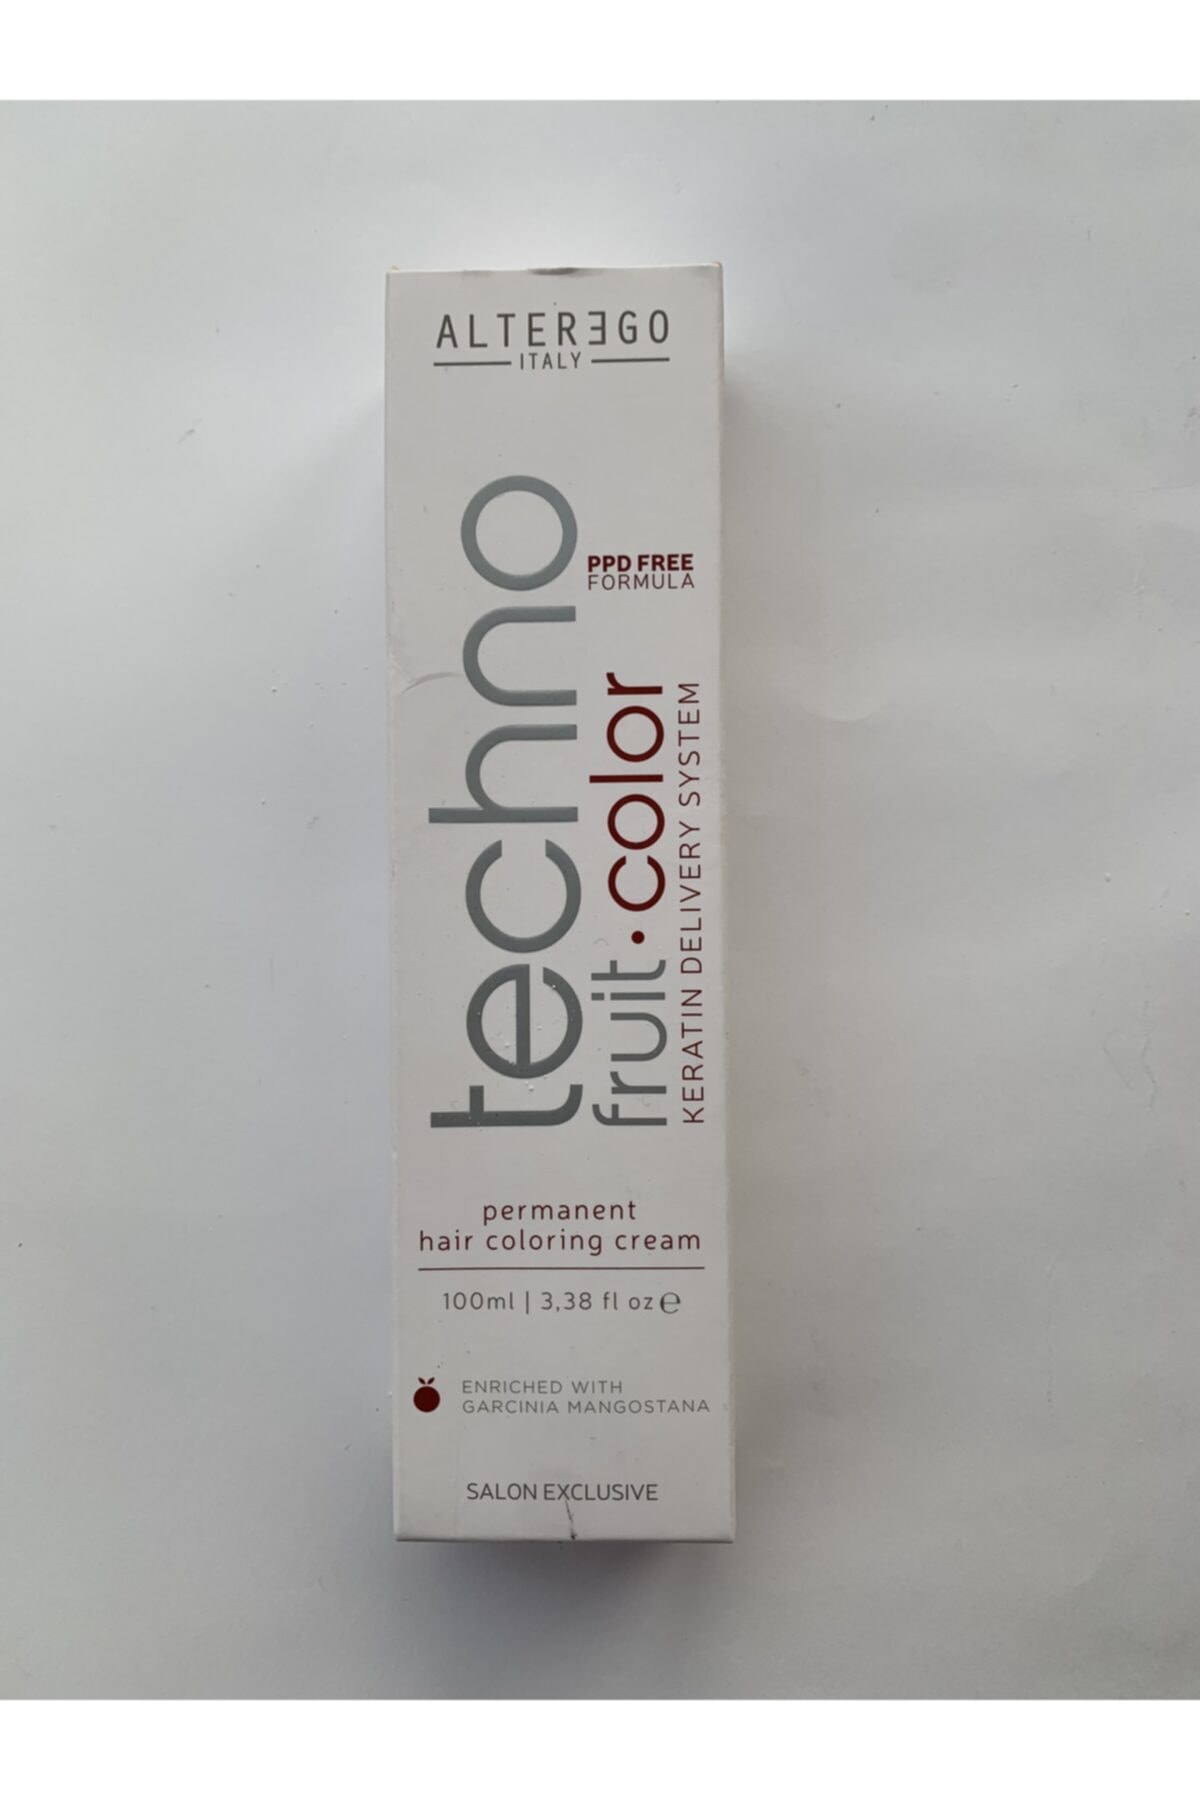 ALTERƎGO
ITALY
techno
PPD FREE
FORMULA
fruit • color
KERATIN DELIVERY SYSTEM
permanent
hair coloring cream
100ml | 3,38 fl oz ℮
ENRICHED WITH
GARCINIA MANGOSTANA
SALON EXCLUSIVE